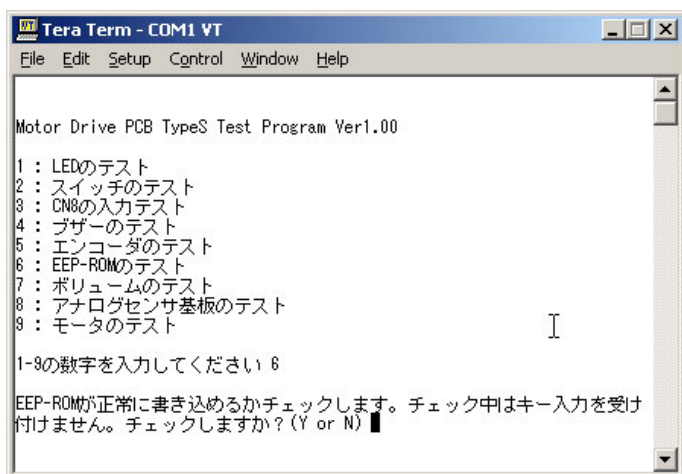 Tera Term - COM1 VT
File Edit Setup Control Window Help
Motor Drive PCB TypeS Test Program Ver1.00
1 : LEDのテスト
2 : スイッチのテスト
3 : CN8の入力テスト
4 : ブザーのテスト
5 : エンコーダのテスト
6 : EEP-ROMのテスト
7 : ボリュームのテスト
8 : アナログセンサ基板のテスト
9 : モータのテスト
1-9の数字を入力してください 6
EEP-ROMが正常に書き込めるかチェックします。チェック中はキー入力を受け
付けません。チェックしますか？(Y or N)